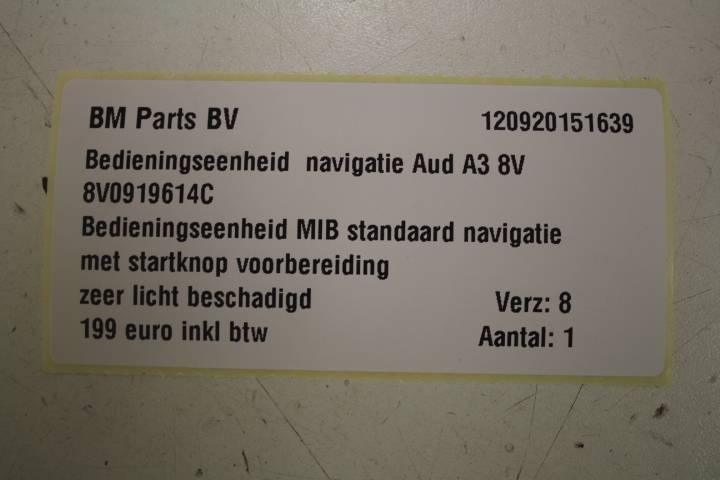 BM Parts BV 120920151639
Bedieningseenheid navigatie Aud A3 8V
8V0919614C
Bedieningseenheid MIB standaard navigatie
met startknop voorbereiding
zeer licht beschadigd Verz: 8
199 euro inkl btw Aantal: 1